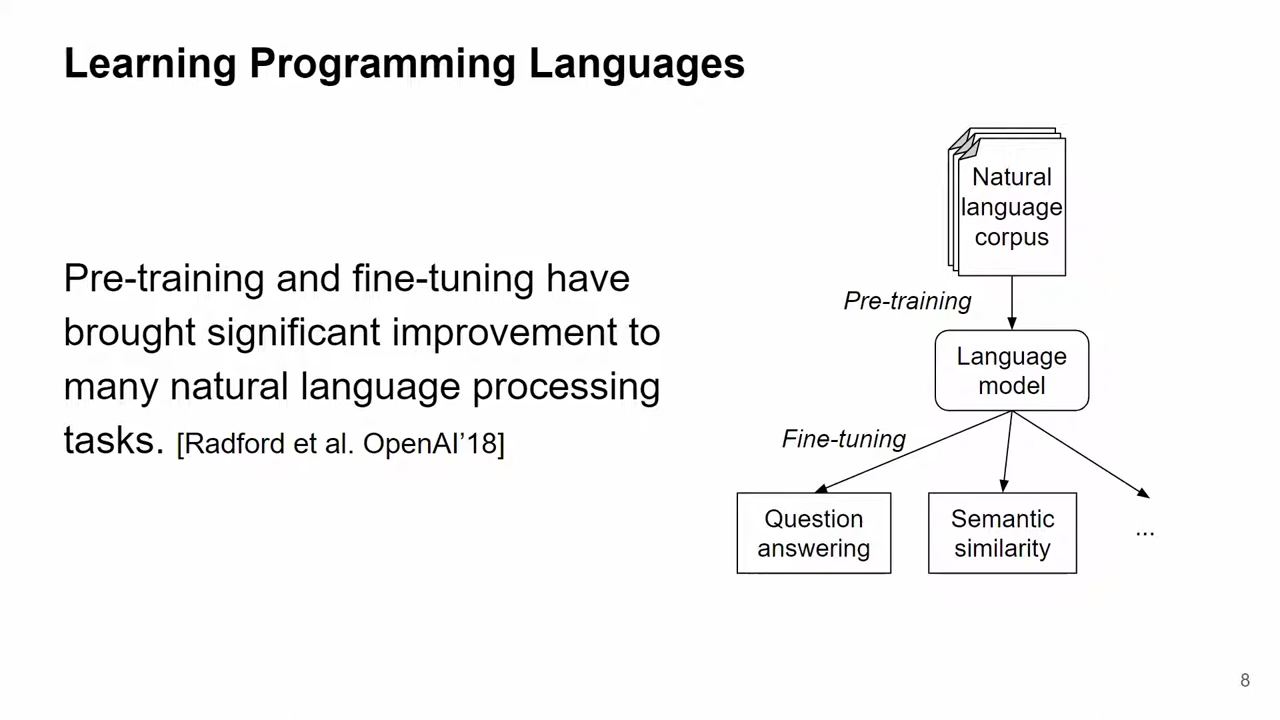 Learning Programming Languages
Pre-training and fine-tuning have
brought significant improvement to
many natural language processing
tasks. [Radford et al. OpenAI’18]
Natural
language
corpus
Pre-training
Language
model
Fine-tuning
Question
answering
Semantic
similarity
...
8